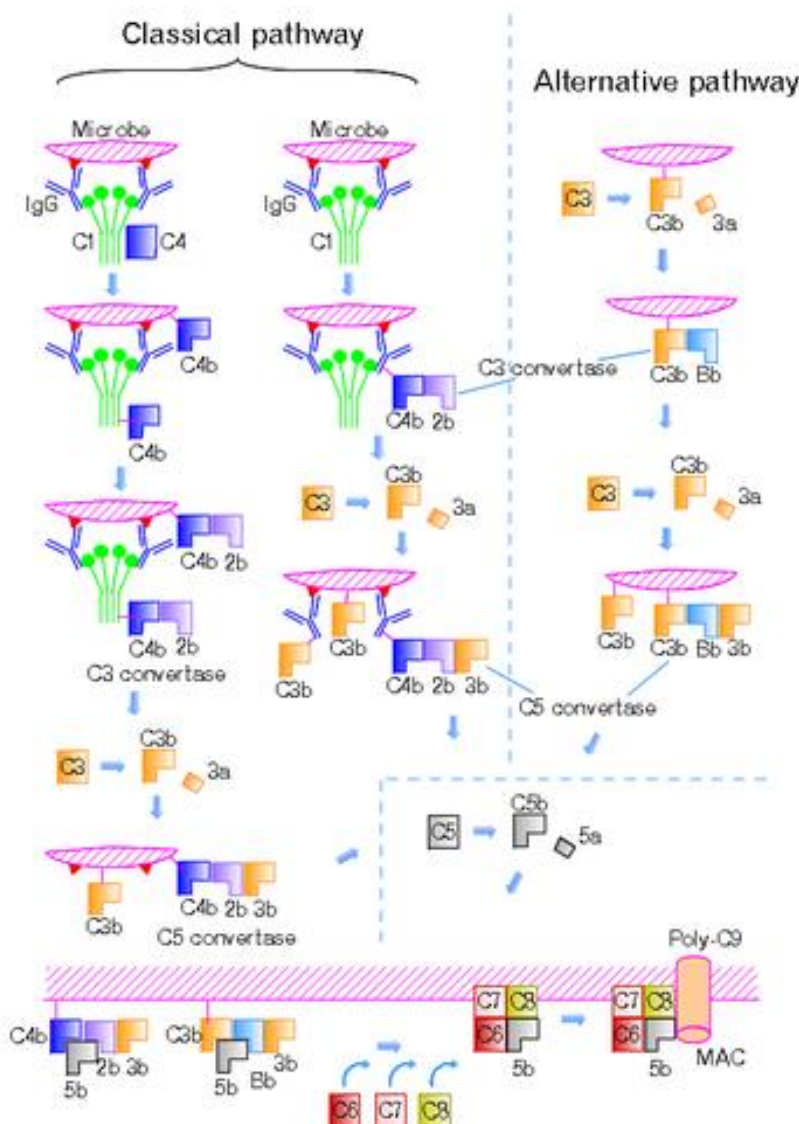 Classical pathway
Alternative pathway
Microbe
Microbe
IgG
C1
C4
IgG
C1
C3
C3b
3a
C4b
C4b
C4b 2b
C3 convertase
C3b Bb
C3b
C3
3a
C3b
C3
3a
C4b 2b
C4b 2b
C3 convertase
C3b
C3b
C4b 2b 3b
C3b
C3b Bb 3b
C5 convertase
C3b
C3
3a
C5b
C5
5a
C3b
C4b 2b 3b
C5 convertase
Poly-C9
C7 C8
C6
5b
C7 C8
C6
5b
MAC
C4b
2b 3b
5b
C3b
3b
5b Bb
C6 C7 C8